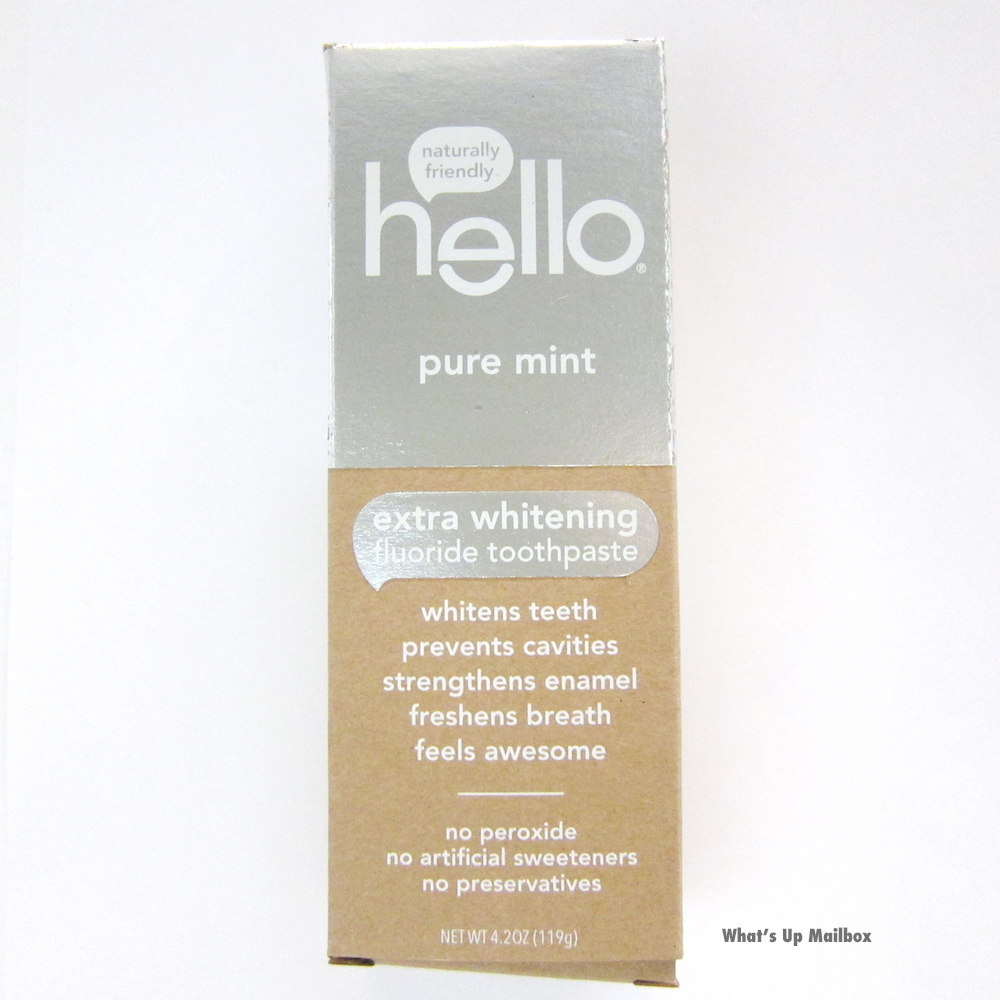 naturally
friendly
hello®
pure mint
extra whitening
fluoride toothpaste
whitens teeth
prevents cavities
strengthens enamel
freshens breath
feels awesome
no peroxide
no artificial sweeteners
no preservatives
NET WT 4.2OZ (119g)
What's Up Mailbox